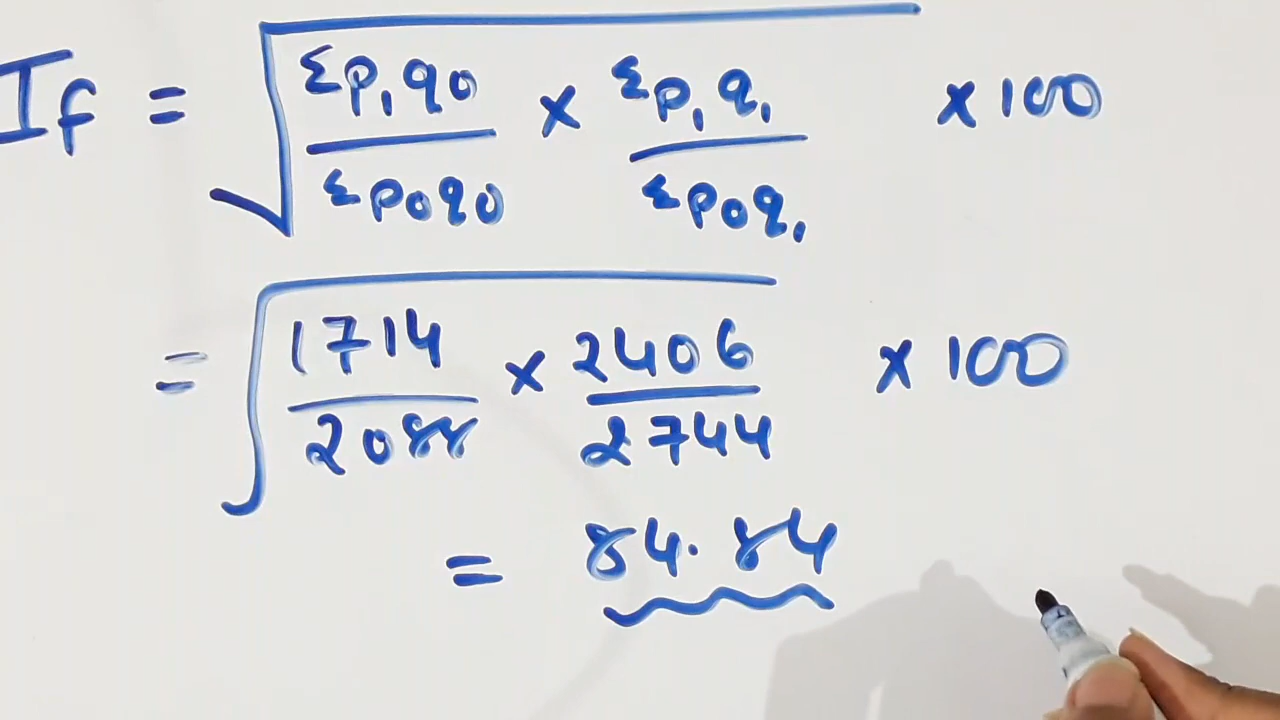 If = √ Σp₁q0 / Σp0q0 × Σp₁q₁ / Σp0q₁ × 100
= √ 1714 / 2088 × 2406 / 2744 × 100
= 84.84